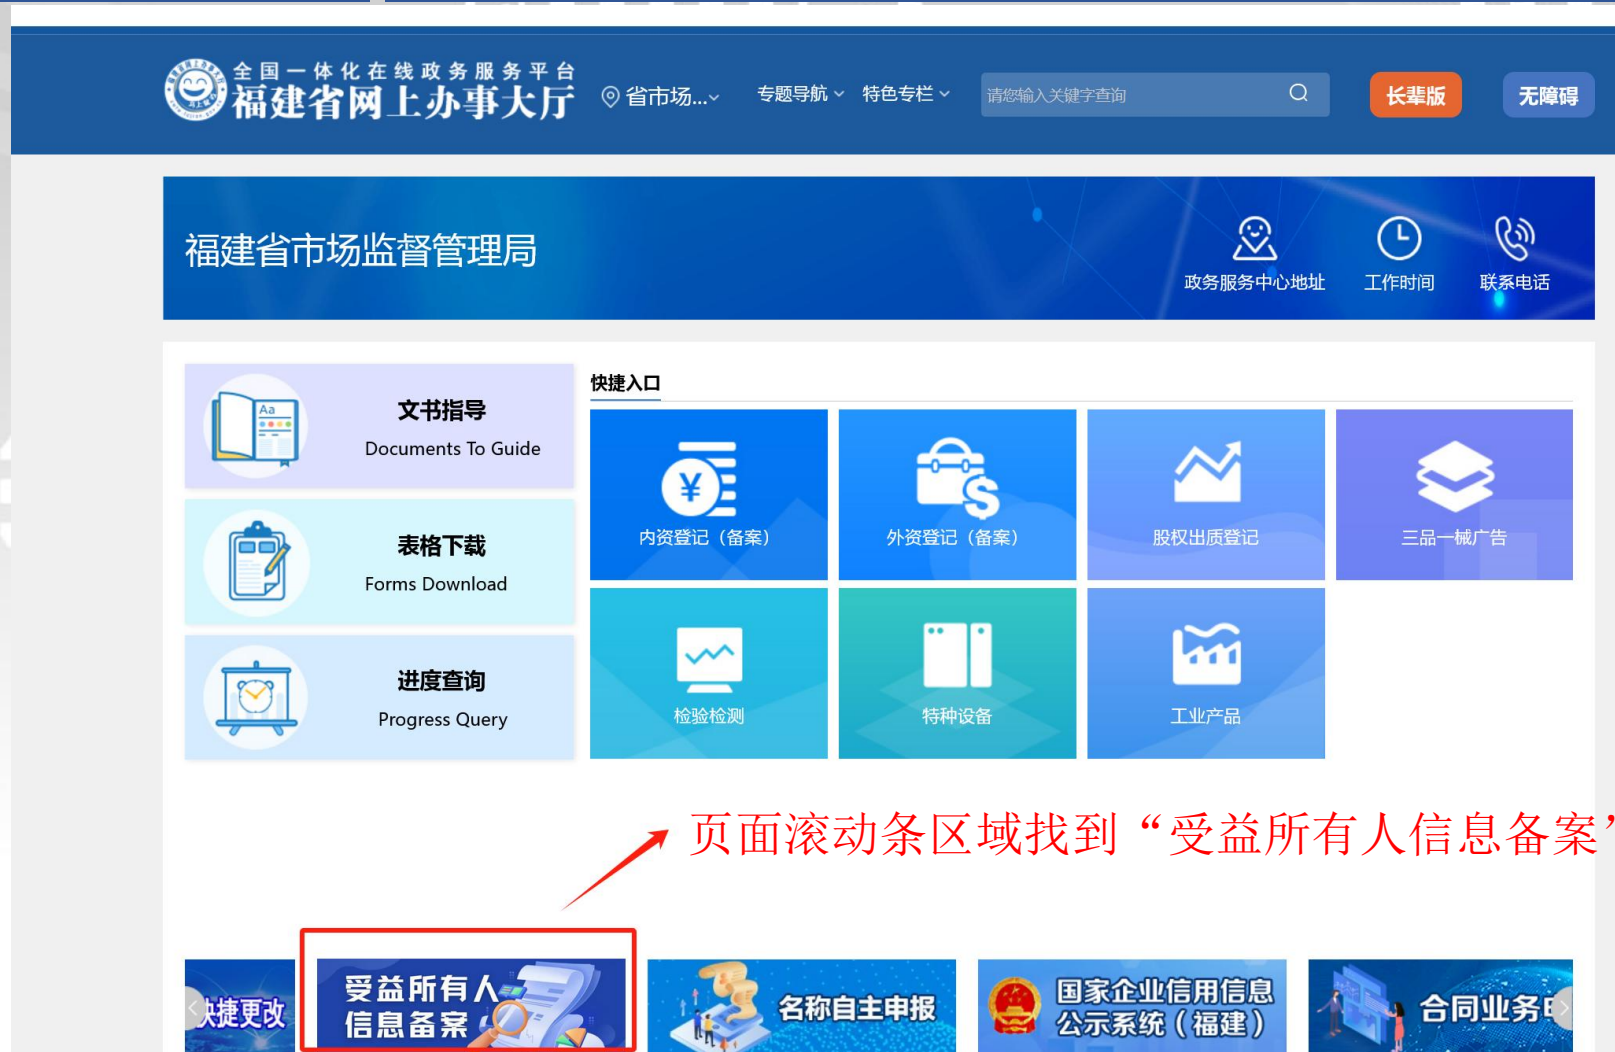 全国一体化在线政务服务平台
福建省网上办事大厅
省市场...
专题导航
特色专栏
请您输入关键字查询
长辈版
无障碍
福建省市场监督管理局
政务服务中心地址
工作时间
联系电话
文书指导
Documents To Guide
表格下载
Forms Download
进度查询
Progress Query
快捷入口
内资登记（备案）
外资登记（备案）
股权出质登记
三品一械广告
检验检测
特种设备
工业产品
页面滚动条区域找到“受益所有人信息备案”
快捷更改
受益所有人
信息备案
名称自主申报
国家企业信用信息
公示系统（福建）
合同业务